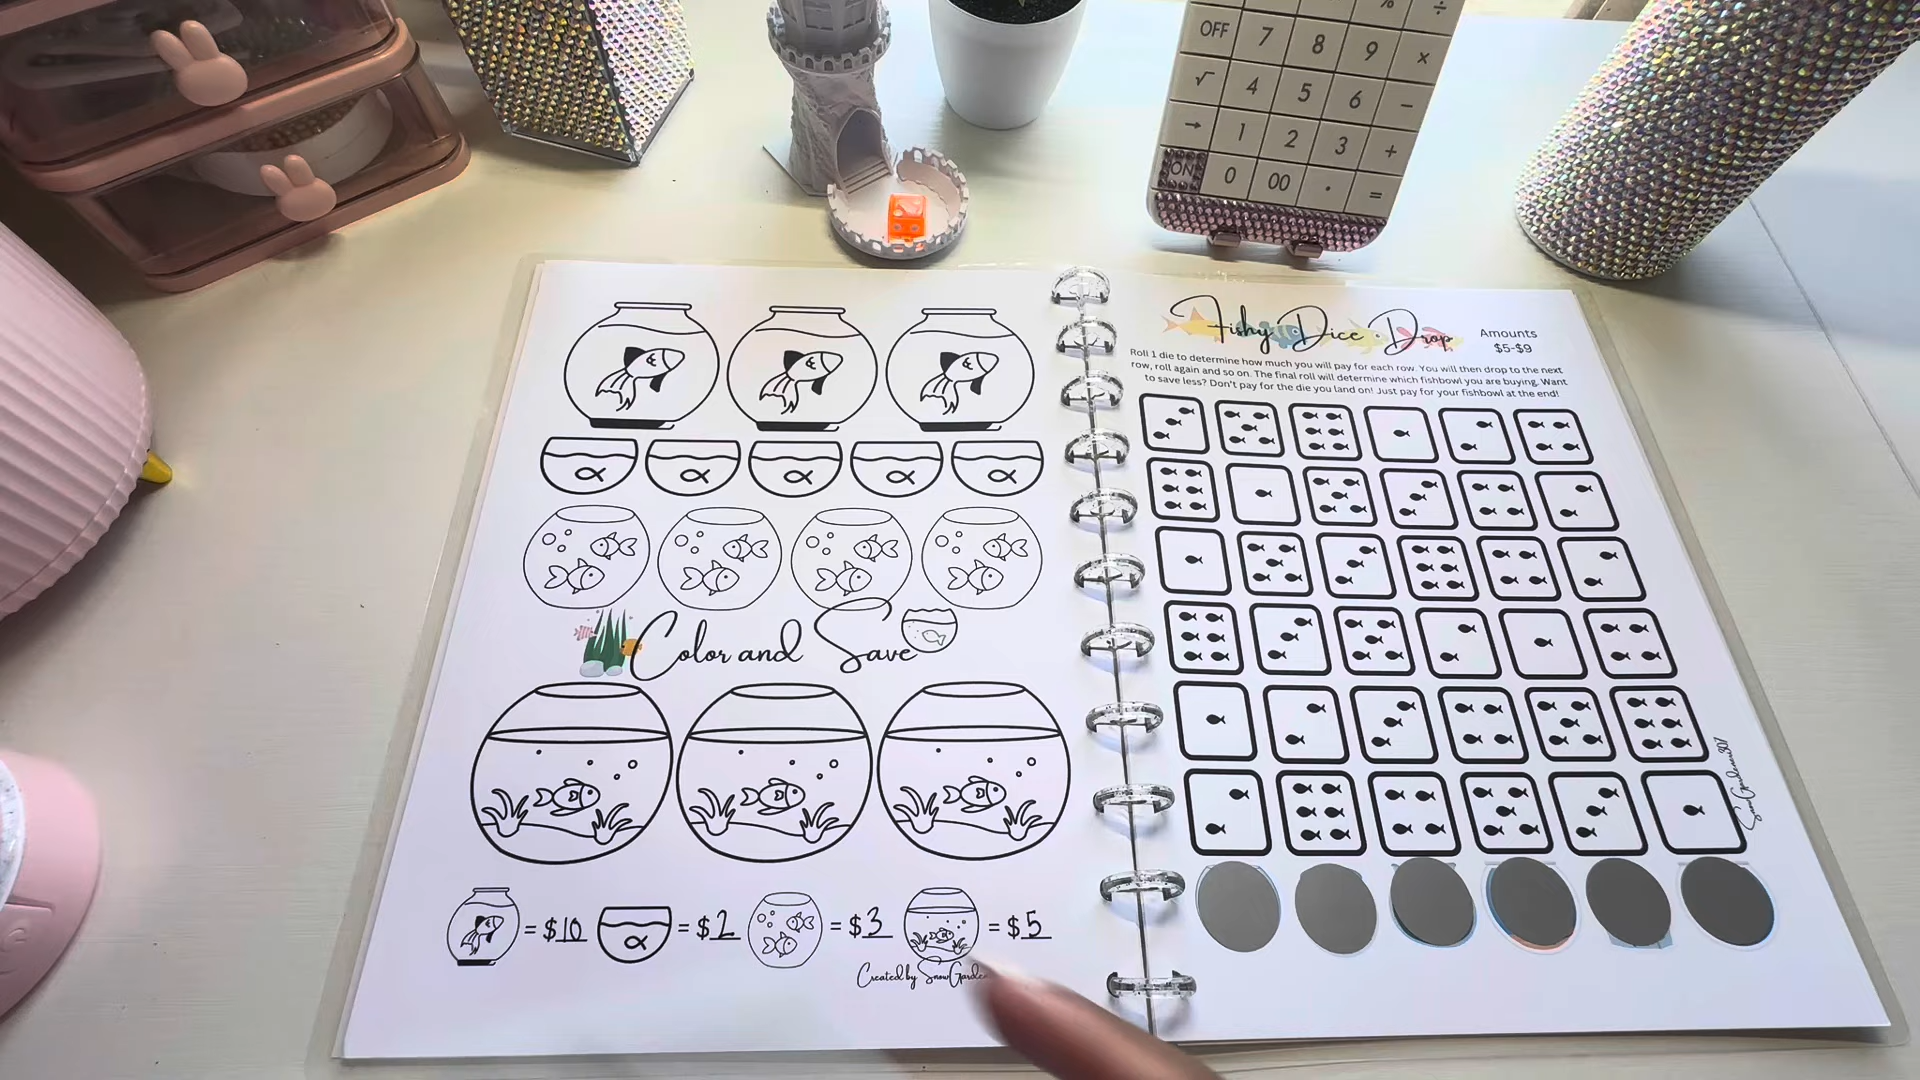 % ÷
OFF 7 8 9 ×
√ 4 5 6 −
→ 1 2 3 +
ON 0 00 · =
Fishy Dice Drop
Amounts
$5-$9
Roll 1 die to determine how much you will pay for each row. You will then drop to the next
row, roll again and so on. The final roll will determine which fishbowl you are buying. Want
to save less? Don't pay for the die you land on! Just pay for your fishbowl at the end!
Color and Save
SnowGardener307
= $10 = $2 = $3 = $5
Created by